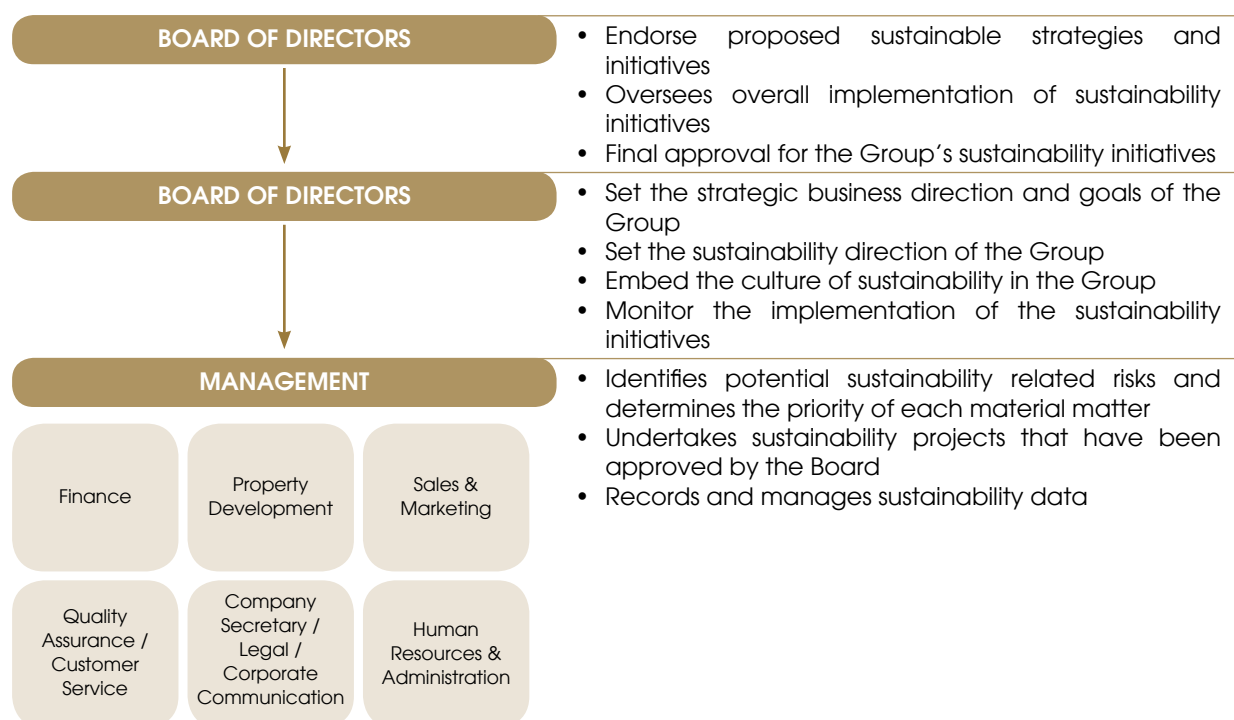 BOARD OF DIRECTORS
• Endorse proposed sustainable strategies and
initiatives
• Oversees overall implementation of sustainability
initiatives
• Final approval for the Group’s sustainability initiatives
BOARD OF DIRECTORS
• Set the strategic business direction and goals of the
Group
• Set the sustainability direction of the Group
• Embed the culture of sustainability in the Group
• Monitor the implementation of the sustainability
initiatives
MANAGEMENT
• Identifies potential sustainability related risks and
determines the priority of each material matter
• Undertakes sustainability projects that have been
approved by the Board
• Records and manages sustainability data
Finance
Property
Development
Sales &
Marketing
Quality
Assurance /
Customer
Service
Company
Secretary /
Legal /
Corporate
Communication
Human
Resources &
Administration